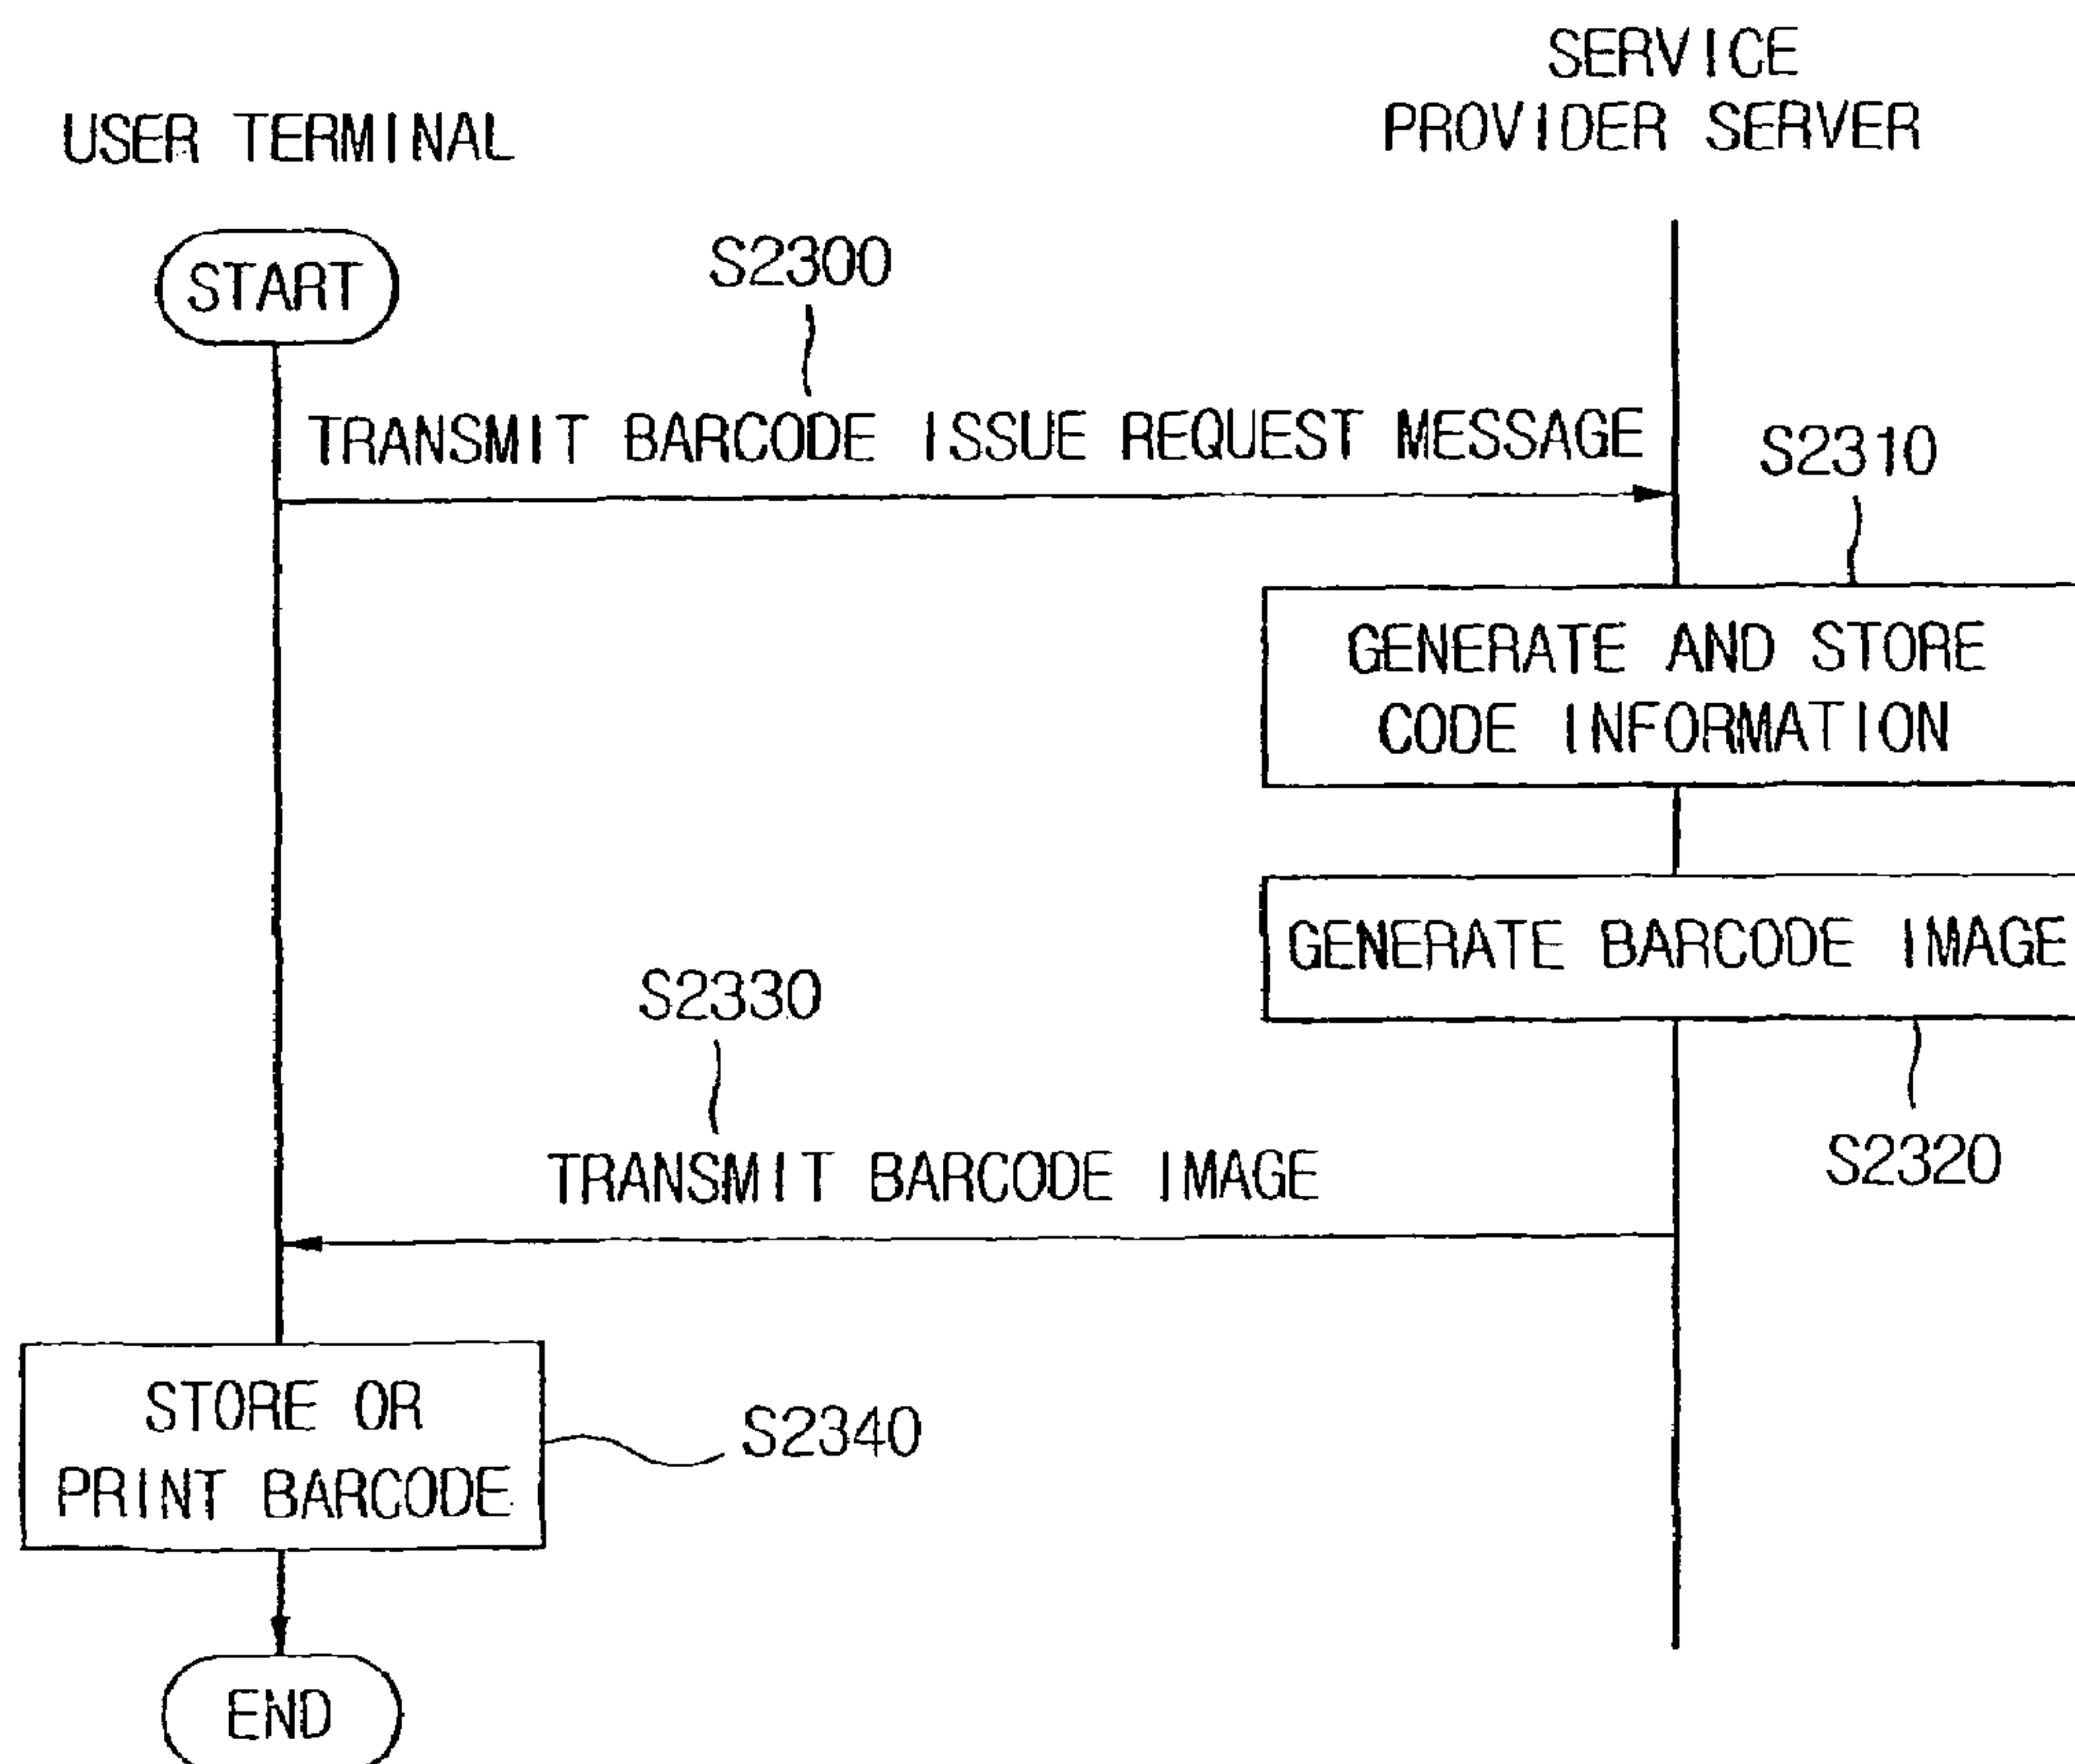 SERVICE
PROVIDER SERVER
USER TERMINAL
START
S2300
TRANSMIT BARCODE ISSUE REQUEST MESSAGE
S2310
GENERATE AND STORE
CODE INFORMATION
GENERATE BARCODE IMAGE
S2330
S2320
TRANSMIT BARCODE IMAGE
STORE OR
PRINT BARCODE
S2340
END